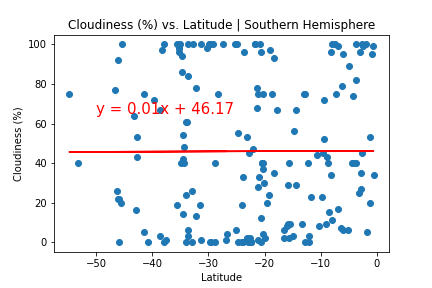 Cloudiness (%) vs. Latitude | Southern Hemisphere
100
80
y = 0.01x + 46.17
60
40
20
0
Cloudiness (%)
−50 −40 −30 −20 −10 0
Latitude